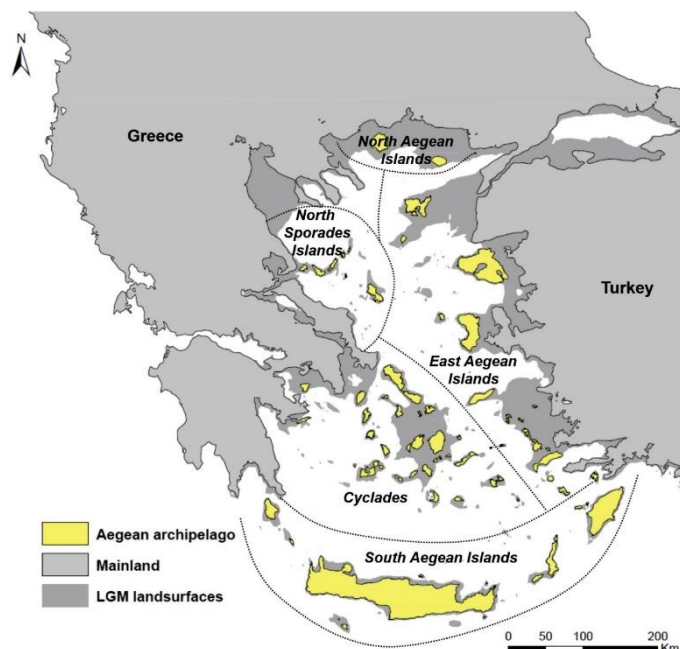 N
Greece
North Aegean
Islands
North
Sporades
Islands
Turkey
East Aegean
Islands
Cyclades
South Aegean Islands
Aegean archipelago
Mainland
LGM landsurfaces
0 50 100 200
Km